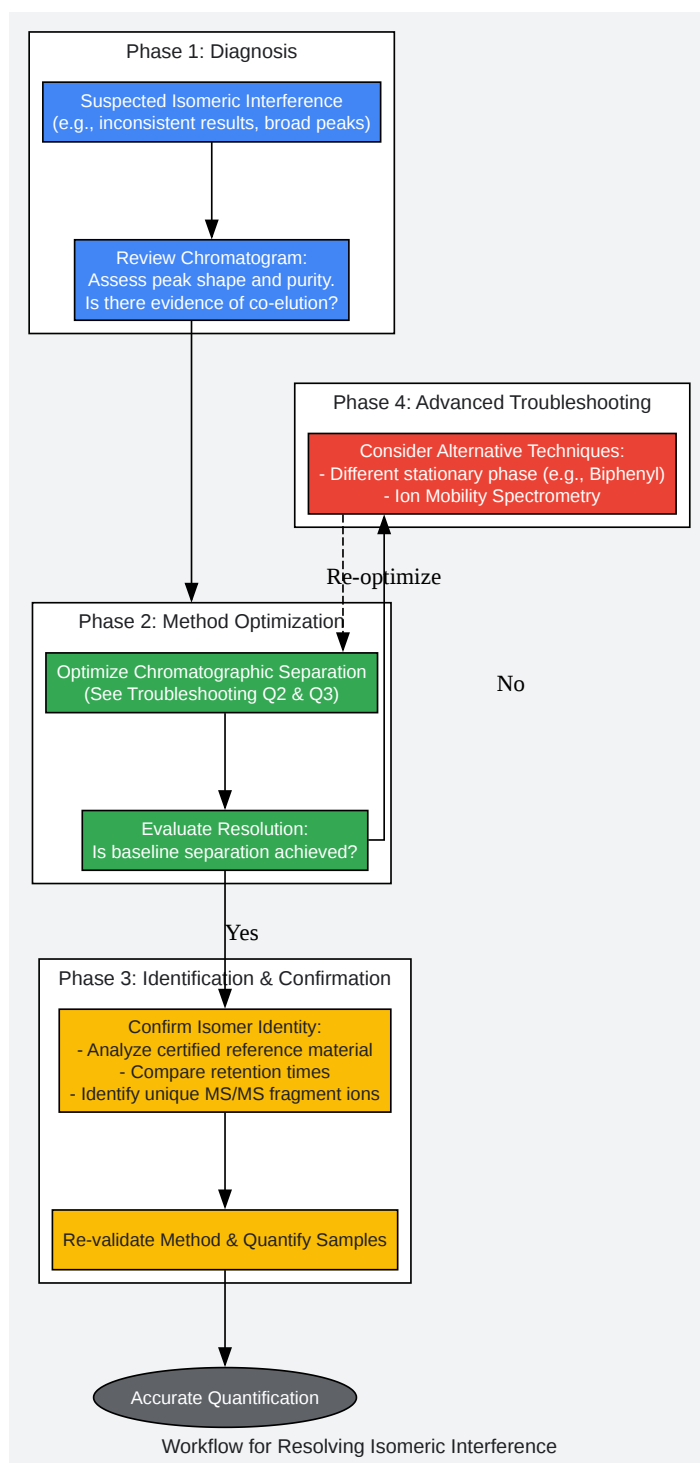 Phase 1: Diagnosis
Suspected Isomeric Interference
(e.g., inconsistent results, broad peaks)
Review Chromatogram:
Assess peak shape and purity.
Is there evidence of co-elution?
Phase 4: Advanced Troubleshooting
Consider Alternative Techniques:
- Different stationary phase (e.g., Biphenyl)
- Ion Mobility Spectrometry
Re-optimize
Phase 2: Method Optimization
Optimize Chromatographic Separation
(See Troubleshooting Q2 & Q3)
No
Evaluate Resolution:
Is baseline separation achieved?
Yes
Phase 3: Identification & Confirmation
Confirm Isomer Identity:
- Analyze certified reference material
- Compare retention times
- Identify unique MS/MS fragment ions
Re-validate Method & Quantify Samples
Accurate Quantification
Workflow for Resolving Isomeric Interference